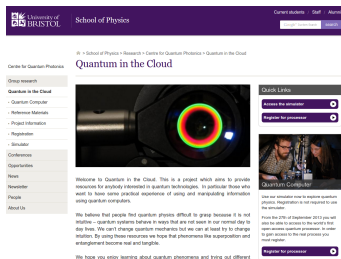 Current students | Staff | Alumni
University of
BRISTOL
School of Physics
search
> School of Physics > Research > Centre for Quantum Photonics > Quantum in the Cloud
Quantum in the Cloud
Centre for Quantum Photonics
Group research
Quantum in the Cloud
Quantum Computer
Reference Materials
Project Information
Registration
Simulator
Conferences
Opportunities
News
Newsletter
People
About Us
Welcome to Quantum in the Cloud. This is a project which aims to provide
resources for anybody interested in quantum technologies. In particular those who
want to have some practical experience of using and manipulating information
using quantum computers.
We believe that people find quantum physics difficult to grasp because it is not
intuitive – quantum systems behave in ways that are not seen in our normal day to
day lives. We can't change quantum mechanics but we can at least try to change
intuition. By using these resources we hope that phenomena like superposition and
entanglement become real and tangible.
We hope you enjoy learning about quantum phenomena and trying out different
Quick Links
Access the simulator
Register for processor
Quantum Computer
Use our simulator now to explore quantum
physics. Registration is not required to use
the simulator.
From the 27th of September 2013 you will
also be able to access to the world's first
open-access quantum processor. In order
to gain access to the real process you
must register.
Register for processor